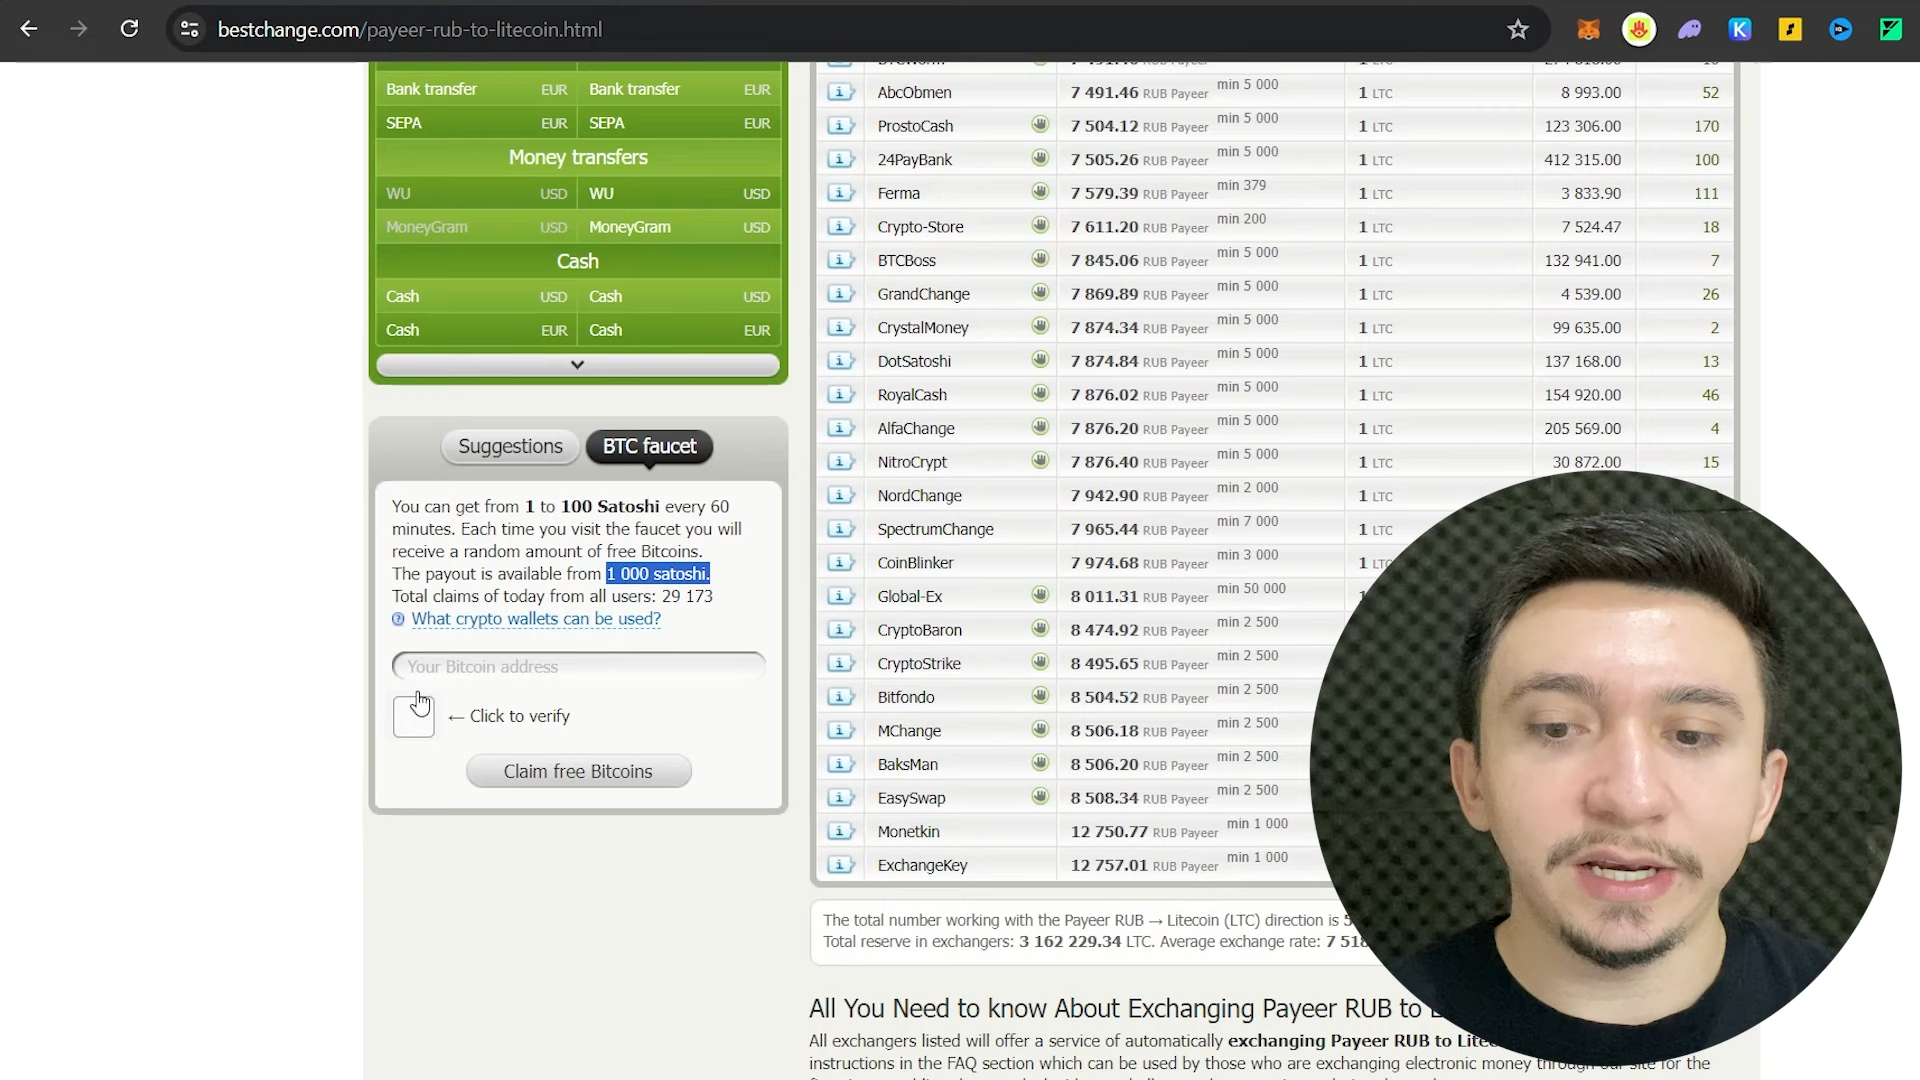 bestchange.com/payeer-rub-to-litecoin.html
Bank transfer EUR Bank transfer EUR
SEPA EUR SEPA EUR
Money transfers
WU USD WU USD
MoneyGram USD MoneyGram USD
Cash
Cash USD Cash USD
Cash EUR Cash EUR
Suggestions BTC faucet
You can get from 1 to 100 Satoshi every 60
minutes. Each time you visit the faucet you will
receive a random amount of free Bitcoins.
The payout is available from 1 000 satoshi.
Total claims of today from all users: 29 173
What crypto wallets can be used?
Your Bitcoin address
← Click to verify
Claim free Bitcoins
AbcObmen 7 491.46 RUB Payeer min 5 000 1 LTC 8 993.00 52
ProstoCash 7 504.12 RUB Payeer min 5 000 1 LTC 123 306.00 170
24PayBank 7 505.26 RUB Payeer min 5 000 1 LTC 412 315.00 100
Ferma 7 579.39 RUB Payeer min 379 1 LTC 3 833.90 111
Crypto-Store 7 611.20 RUB Payeer min 200 1 LTC 7 524.47 18
BTCBoss 7 845.06 RUB Payeer min 5 000 1 LTC 132 941.00 7
GrandChange 7 869.89 RUB Payeer min 5 000 1 LTC 4 539.00 26
CrystalMoney 7 874.34 RUB Payeer min 5 000 1 LTC 99 635.00 2
DotSatoshi 7 874.84 RUB Payeer min 5 000 1 LTC 137 168.00 13
RoyalCash 7 876.02 RUB Payeer min 5 000 1 LTC 154 920.00 46
AlfaChange 7 876.20 RUB Payeer min 5 000 1 LTC 205 569.00 4
NitroCrypt 7 876.40 RUB Payeer min 5 000 1 LTC 30 872.00 15
NordChange 7 942.90 RUB Payeer min 2 000 1 LTC
SpectrumChange 7 965.44 RUB Payeer min 7 000 1 LTC
CoinBlinker 7 974.68 RUB Payeer min 3 000 1 LTC
Global-Ex 8 011.31 RUB Payeer min 50 000
CryptoBaron 8 474.92 RUB Payeer min 2 500
CryptoStrike 8 495.65 RUB Payeer min 2 500
Bitfondo 8 504.52 RUB Payeer min 2 500
MChange 8 506.18 RUB Payeer min 2 500
BaksMan 8 506.20 RUB Payeer min 2 500
EasySwap 8 508.34 RUB Payeer min 2 500
Monetkin 12 750.77 RUB Payeer min 1 000
ExchangeKey 12 757.01 RUB Payeer min 1 000
The total number working with the Payeer RUB → Litecoin (LTC) direction is
Total reserve in exchangers: 3 162 229.34 LTC. Average exchange rate: 7 518
All You Need to know About Exchanging Payeer RUB to
All exchangers listed will offer a service of automatically exchanging Payeer RUB to
instructions in the FAQ section which can be used by those who are exchanging electronic money through our site for the